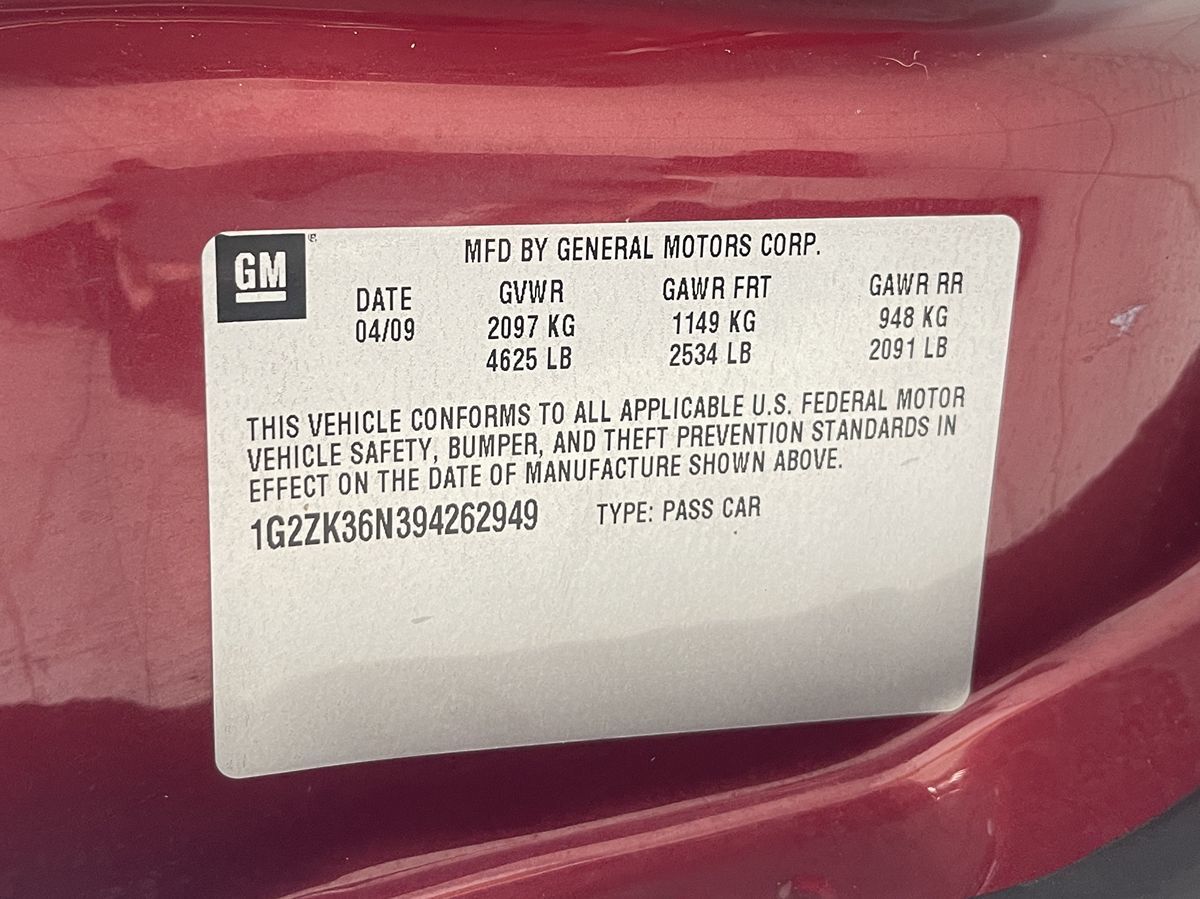 GM
MFD BY GENERAL MOTORS CORP.
DATE GVWR GAWR FRT GAWR RR
04/09 2097 KG 1149 KG 948 KG
4625 LB 2534 LB 2091 LB
THIS VEHICLE CONFORMS TO ALL APPLICABLE U.S. FEDERAL MOTOR
VEHICLE SAFETY, BUMPER, AND THEFT PREVENTION STANDARDS IN
EFFECT ON THE DATE OF MANUFACTURE SHOWN ABOVE.
1G2ZK36N394262949 TYPE: PASS CAR